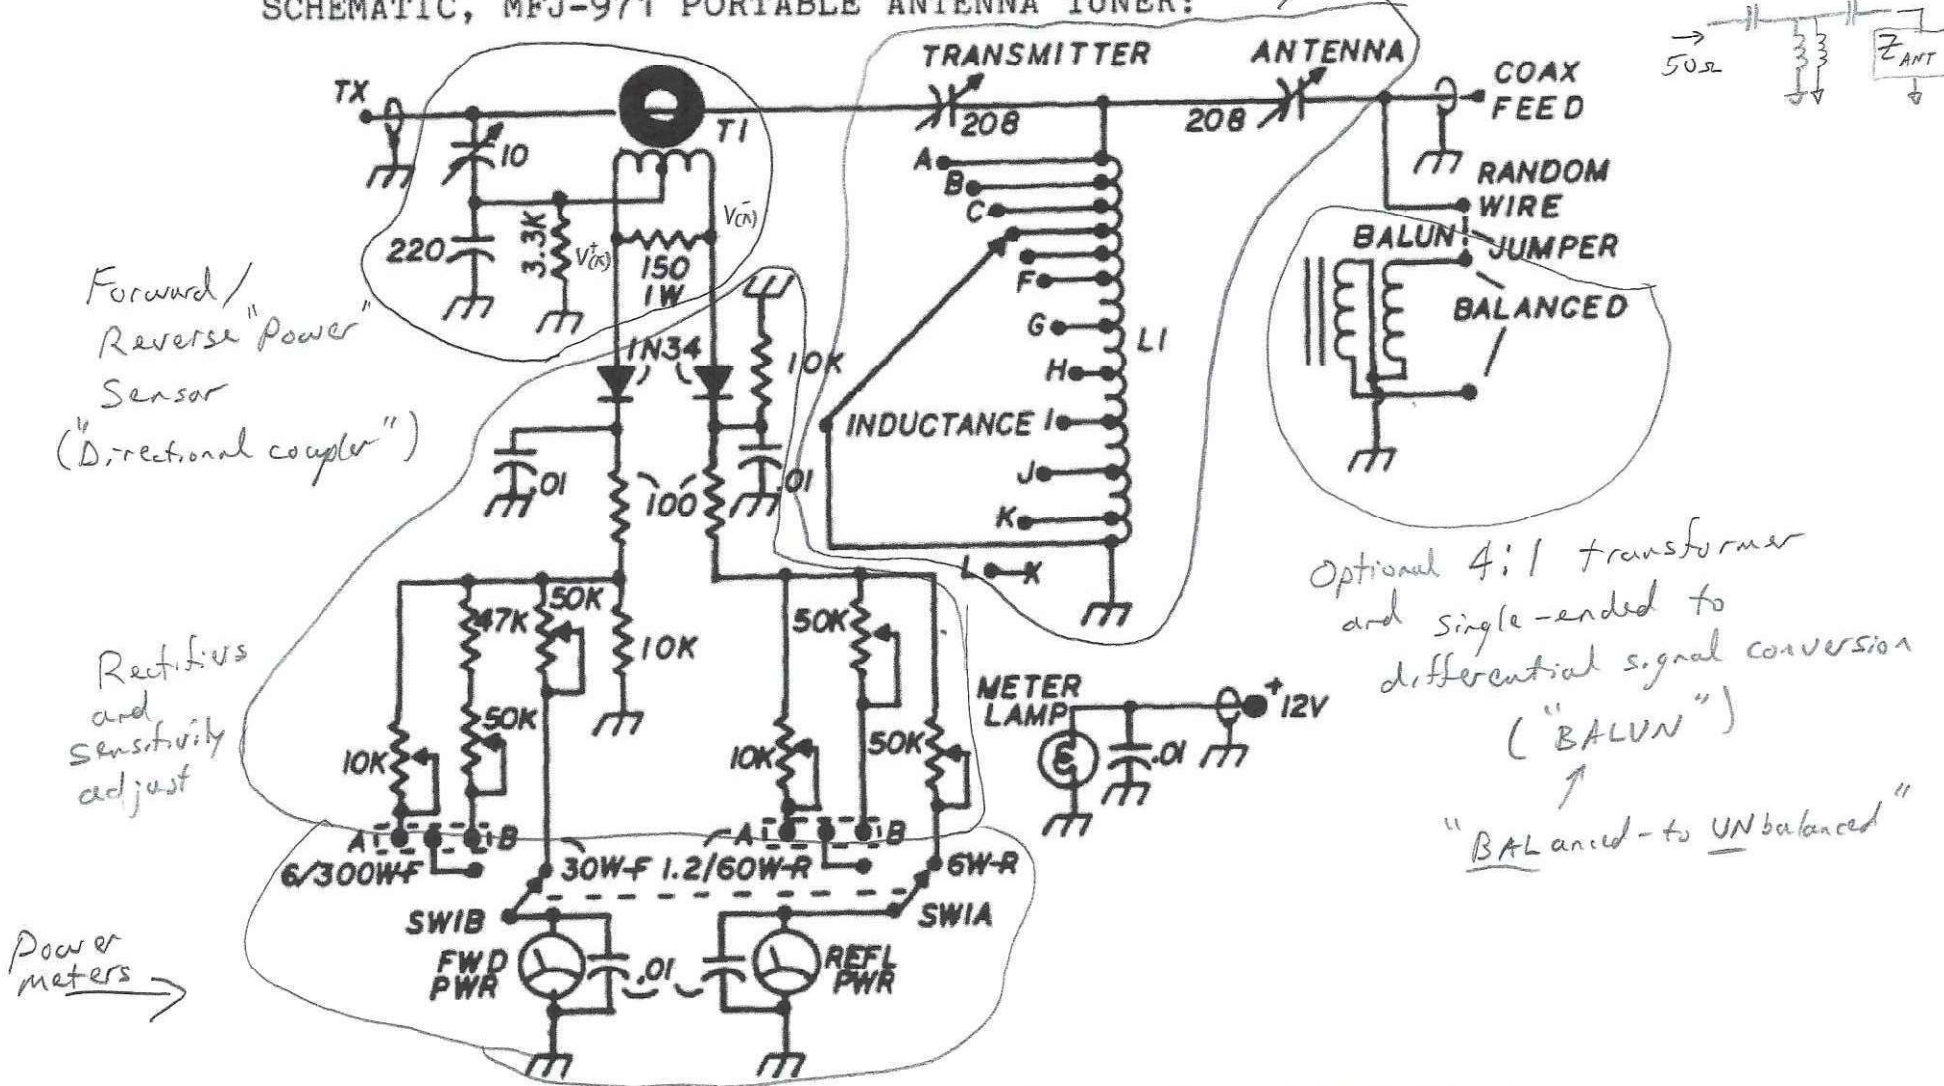 SCHEMATIC, MFJ-971 PORTABLE ANTENNA TUNER:
TRANSMITTER
ANTENNA
50Ω
Z ANT
TX
10
T1
208
208
COAX
FEED
A
B
C
F
G
H
I
J
K
L
X
L1
INDUCTANCE
RANDOM
WIRE
JUMPER
BALUN
BALANCED
220
3.3K
150
1W
1N34
10K
.01
.01
100
Forward/
Reverse "Power"
Sensor
("Directional coupler")
Rectifiers
and
sensitivity
adjust
47K
50K
10K
50K
10K
50K
10K
50K
METER
LAMP
+
12V
.01
Optional 4:1 transformer
and single-ended to
differential signal conversion
("BALUN")
"BALanced-to UNbalanced"
A B
A B
6/300W-F
30W-F
1.2/60W-R
6W-R
SW1B
SW1A
FWD
PWR
.01
REFL
PWR
Power
meters